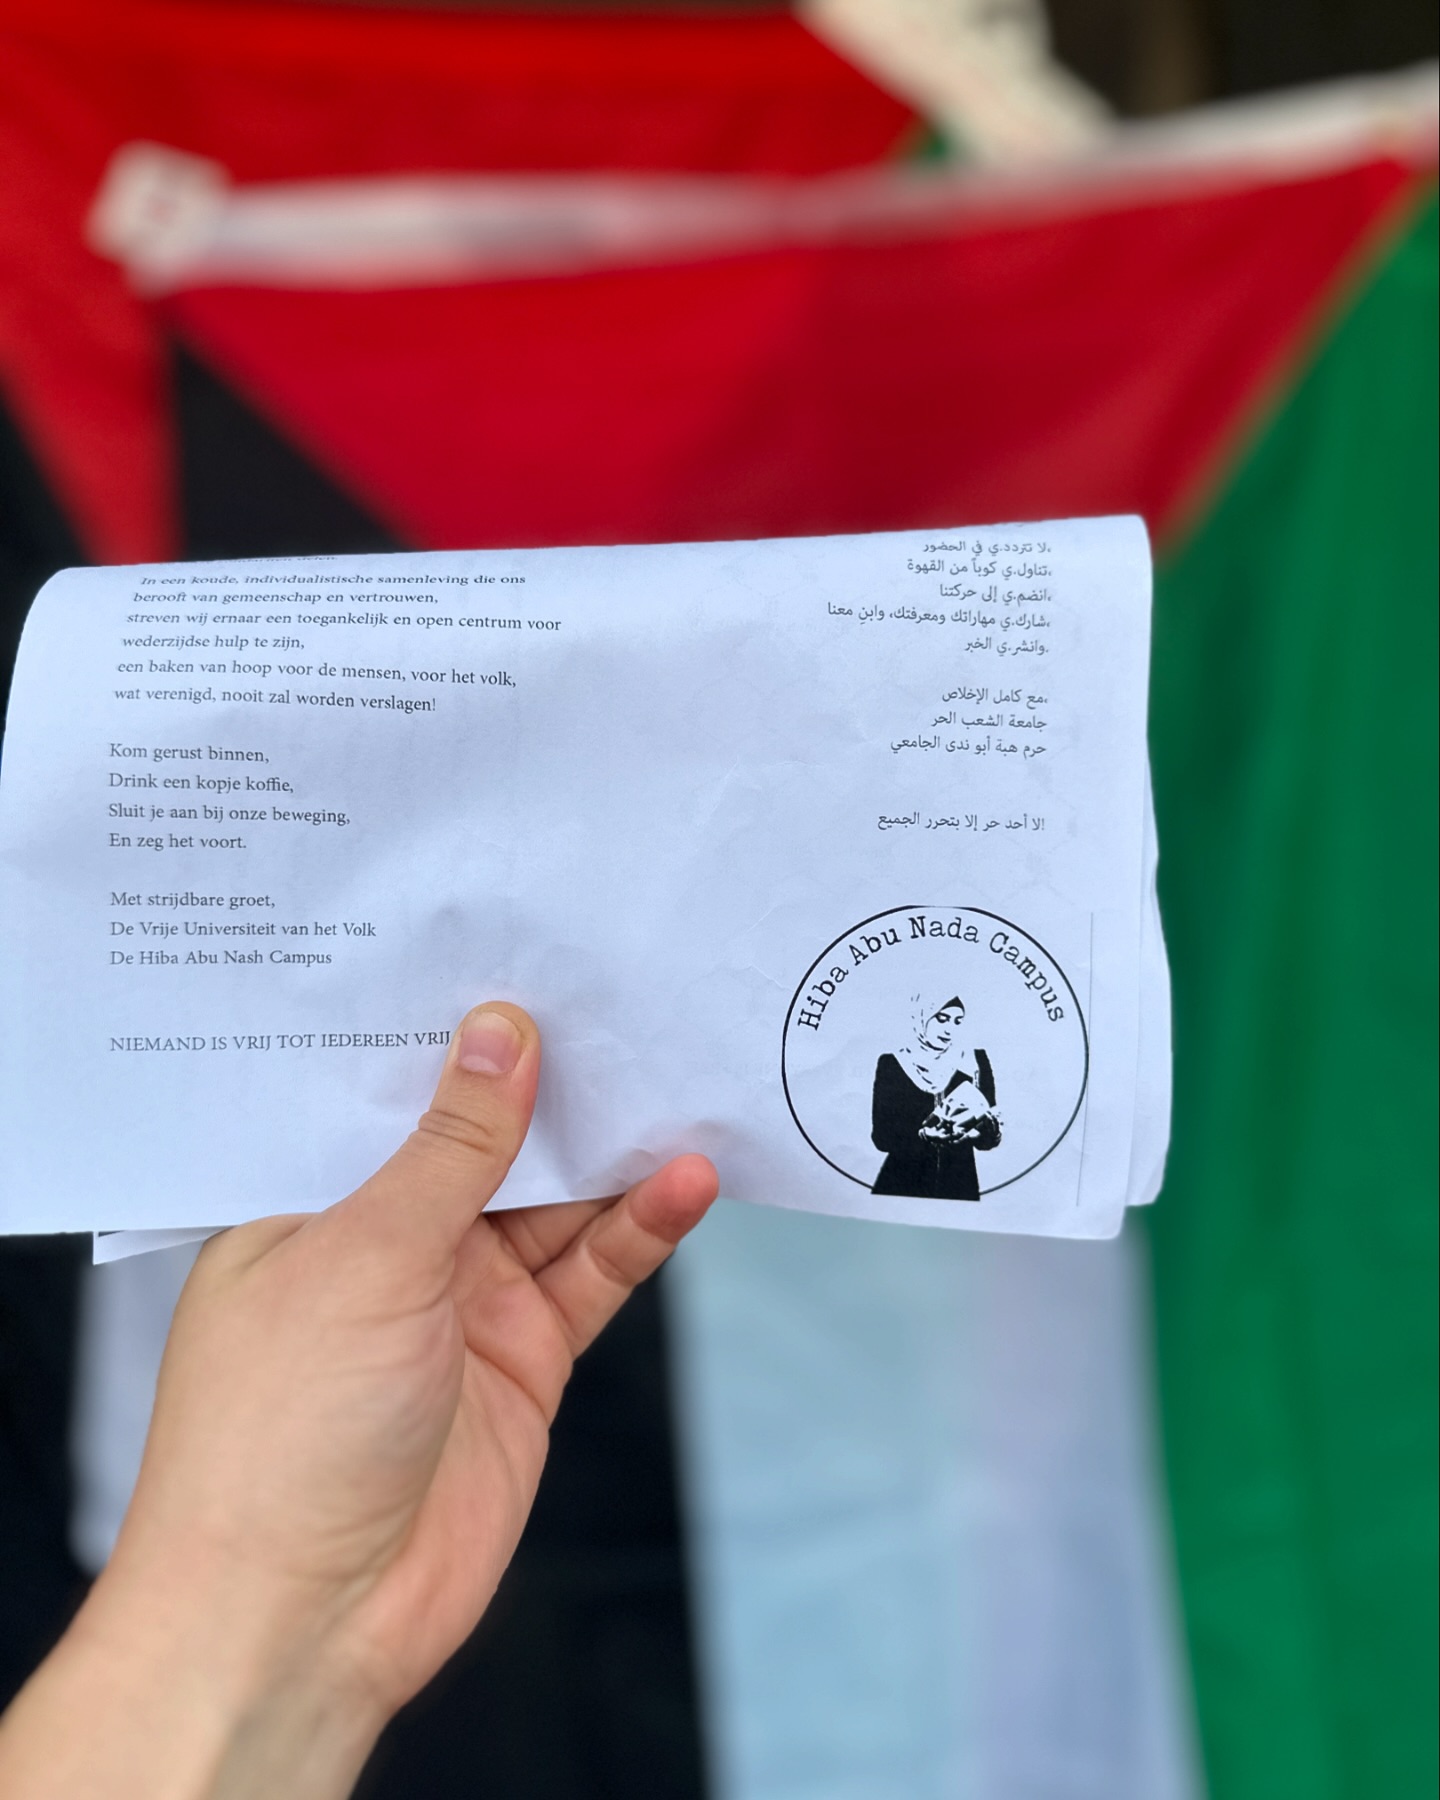 In een koude, individualistische samenleving die ons
berooft van gemeenschap en vertrouwen,
streven wij ernaar een toegankelijk en open centrum voor
wederzijdse hulp te zijn,
een baken van hoop voor de mensen, voor het volk,
wat verenigd, nooit zal worden verslagen!
Kom gerust binnen,
Drink een kopje koffie,
Sluit je aan bij onze beweging,
En zeg het voort.
Met strijdbare groet,
De Vrije Universiteit van het Volk
De Hiba Abu Nash Campus
NIEMAND IS VRIJ TOT IEDEREEN VRIJ
،لا تتردد.ي في الحضور
،تناول.ي كوباً من القهوة
،انضم.ي إلى حركتنا
،شارك.ي مهاراتك ومعرفتك، وابنِ معنا
.وانشر.ي الخبر
،مع كامل الإخلاص
جامعة الشعب الحر
حرم هبة أبو ندى الجامعي
!لا أحد حر إلا بتحرر الجميع
Hiba Abu Nada Campus